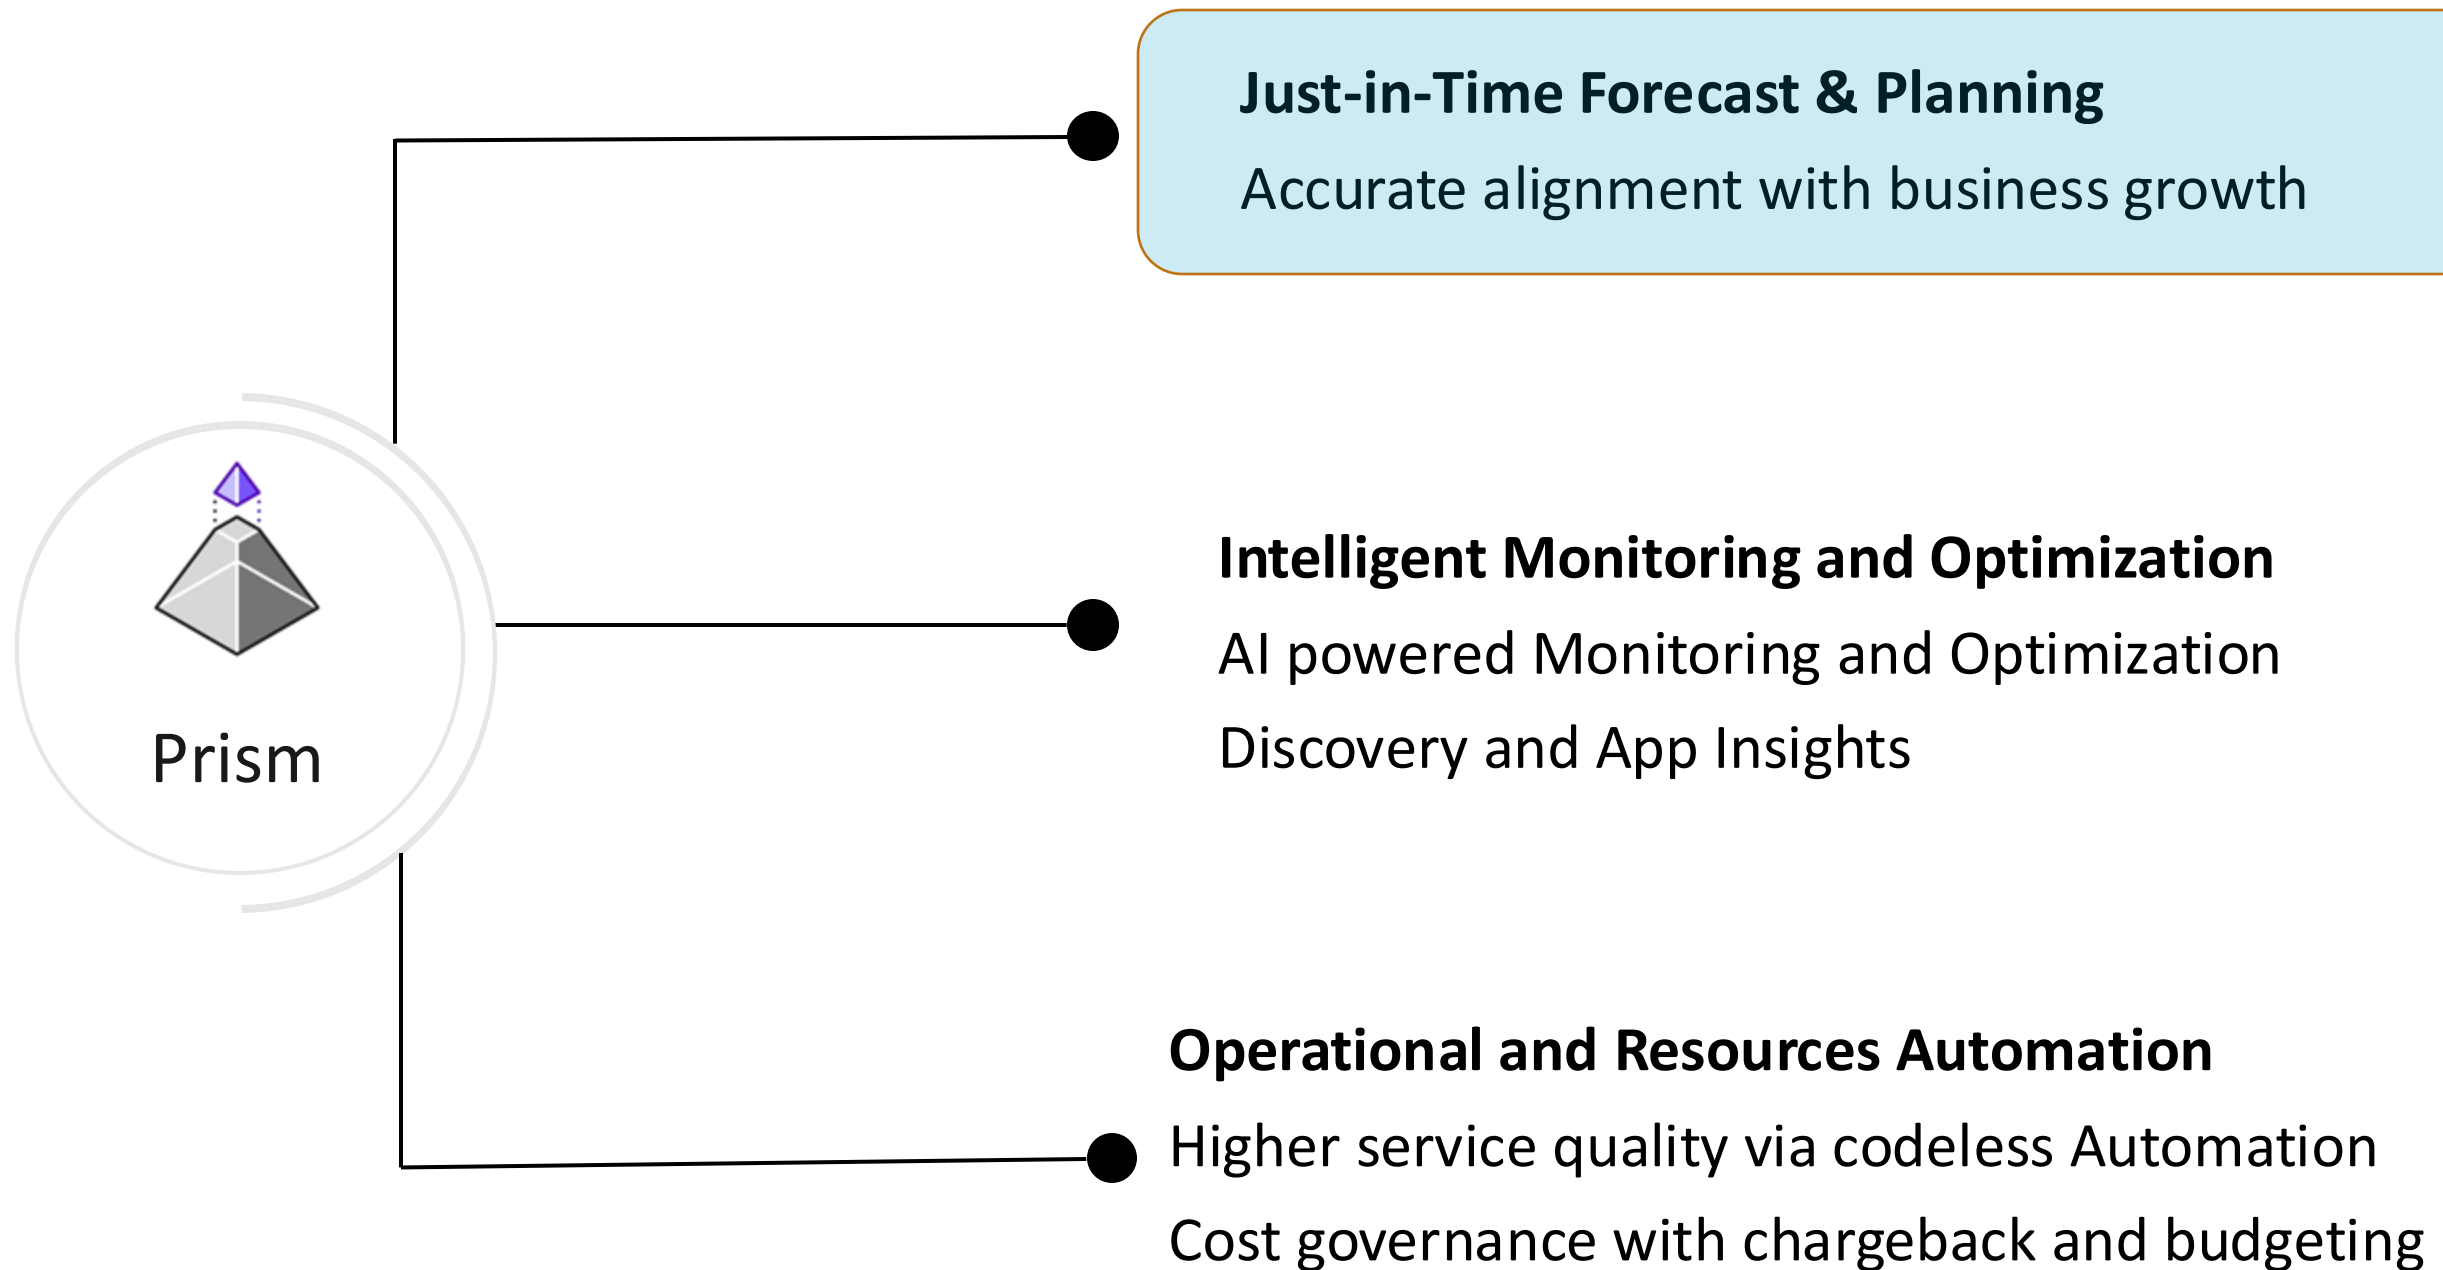 Just-in-Time Forecast & Planning
Accurate alignment with business growth
Prism
Intelligent Monitoring and Optimization
AI powered Monitoring and Optimization
Discovery and App Insights
Operational and Resources Automation
Higher service quality via codeless Automation
Cost governance with chargeback and budgeting